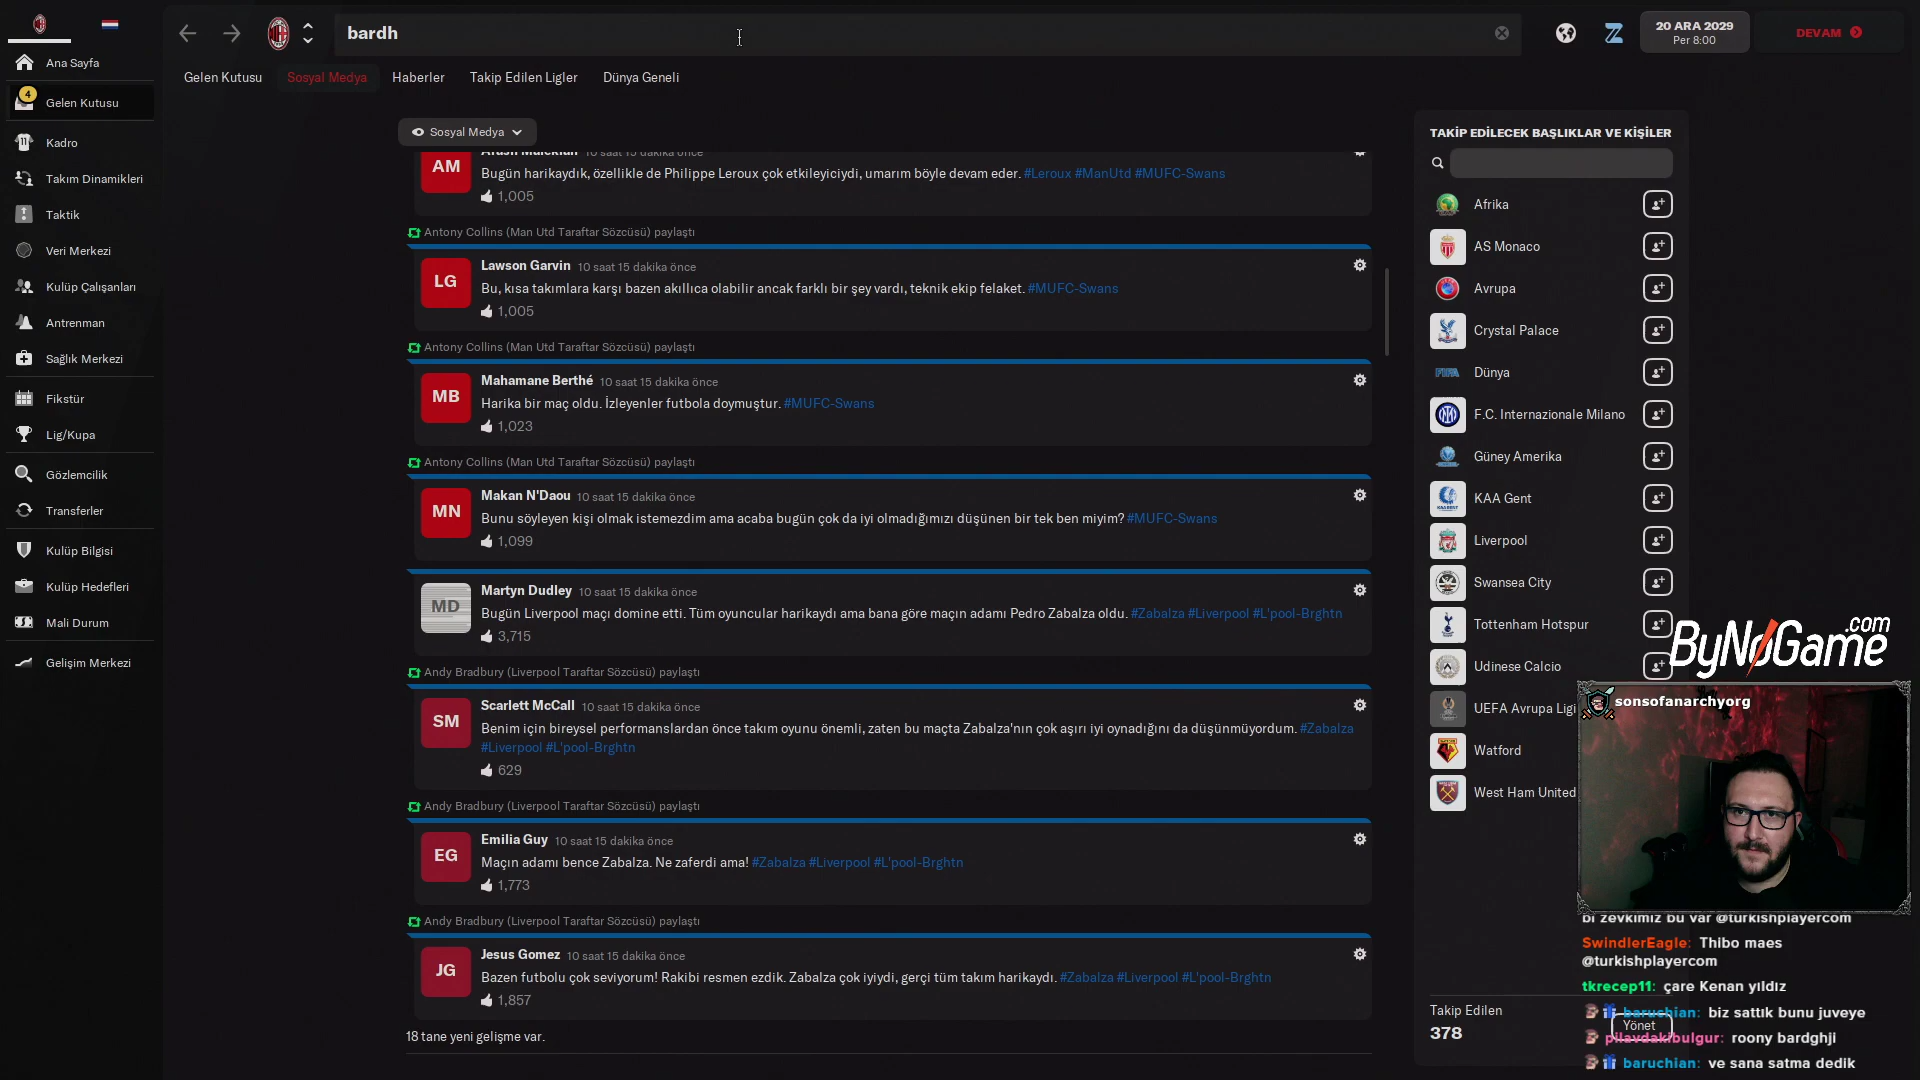 bardh
20 ARA 2029
Per 8:00
DEVAM
Ana Sayfa
4
Gelen Kutusu
Kadro
Takım Dinamikleri
Taktik
Veri Merkezi
Kulüp Çalışanları
Antrenman
Sağlık Merkezi
Fikstür
Lig/Kupa
Gözlemcilik
Transferler
Kulüp Bilgisi
Kulüp Hedefleri
Mali Durum
Gelişim Merkezi
Gelen Kutusu
Sosyal Medya
Haberler
Takip Edilen Ligler
Dünya Geneli
Sosyal Medya
AM
10 saat 15 dakika önce
Bugün harikaydık, özellikle de Philippe Leroux çok etkileyiciydi, umarım böyle devam eder. #Leroux #ManUtd #MUFC-Swans
1,005
Antony Collins (Man Utd Taraftar Sözcüsü) paylaştı
LG
Lawson Garvin 10 saat 15 dakika önce
Bu, kısa takımlara karşı bazen akıllıca olabilir ancak farklı bir şey vardı, teknik ekip felaket. #MUFC-Swans
1,005
Antony Collins (Man Utd Taraftar Sözcüsü) paylaştı
MB
Mahamane Berthé 10 saat 15 dakika önce
Harika bir maç oldu. İzleyenler futbola doymuştur. #MUFC-Swans
1,023
Antony Collins (Man Utd Taraftar Sözcüsü) paylaştı
MN
Makan N'Daou 10 saat 15 dakika önce
Bunu söyleyen kişi olmak istemezdim ama acaba bugün çok da iyi olmadığımızı düşünen bir tek ben miyim? #MUFC-Swans
1,099
MD
Martyn Dudley 10 saat 15 dakika önce
Bugün Liverpool maçı domine etti. Tüm oyuncular harikaydı ama bana göre maçın adamı Pedro Zabalza oldu. #Zabalza #Liverpool #L'pool-Brghtn
3,715
Andy Bradbury (Liverpool Taraftar Sözcüsü) paylaştı
SM
Scarlett McCall 10 saat 15 dakika önce
Benim için bireysel performanslardan önce takım oyunu önemli, zaten bu maçta Zabalza'nın çok aşırı iyi oynadığını da düşünmüyordum. #Zabalza
#Liverpool #L'pool-Brghtn
629
Andy Bradbury (Liverpool Taraftar Sözcüsü) paylaştı
EG
Emilia Guy 10 saat 15 dakika önce
Maçın adamı bence Zabalza. Ne zaferdi ama! #Zabalza #Liverpool #L'pool-Brghtn
1,773
Andy Bradbury (Liverpool Taraftar Sözcüsü) paylaştı
JG
Jesus Gomez 10 saat 15 dakika önce
Bazen futbolu çok seviyorum! Rakibi resmen ezdik. Zabalza çok iyiydi, gerçi tüm takım harikaydı. #Zabalza #Liverpool #L'pool-Brghtn
1,857
18 tane yeni gelişme var.
TAKİP EDİLECEK BAŞLIKLAR VE KİŞİLER
Afrika
AS Monaco
Avrupa
Crystal Palace
FIFA
Dünya
F.C. Internazionale Milano
Güney Amerika
KAA Gent
Liverpool
Swansea City
Tottenham Hotspur
Udinese Calcio
UEFA Avrupa Ligi
Watford
West Ham United
Takip Edilen
378
Yönet
ByNoGame.com
sonsofanarchyorg
bi zevkimiz bu var @turkishplayercom
SwindlerEagle: Thibo maes
@turkishplayercom
tkrecep11: çare Kenan yıldız
baruchian: biz sattık bunu juveye
pilavdakibulgur: roony bardghji
baruchian: ve sana satma dedik